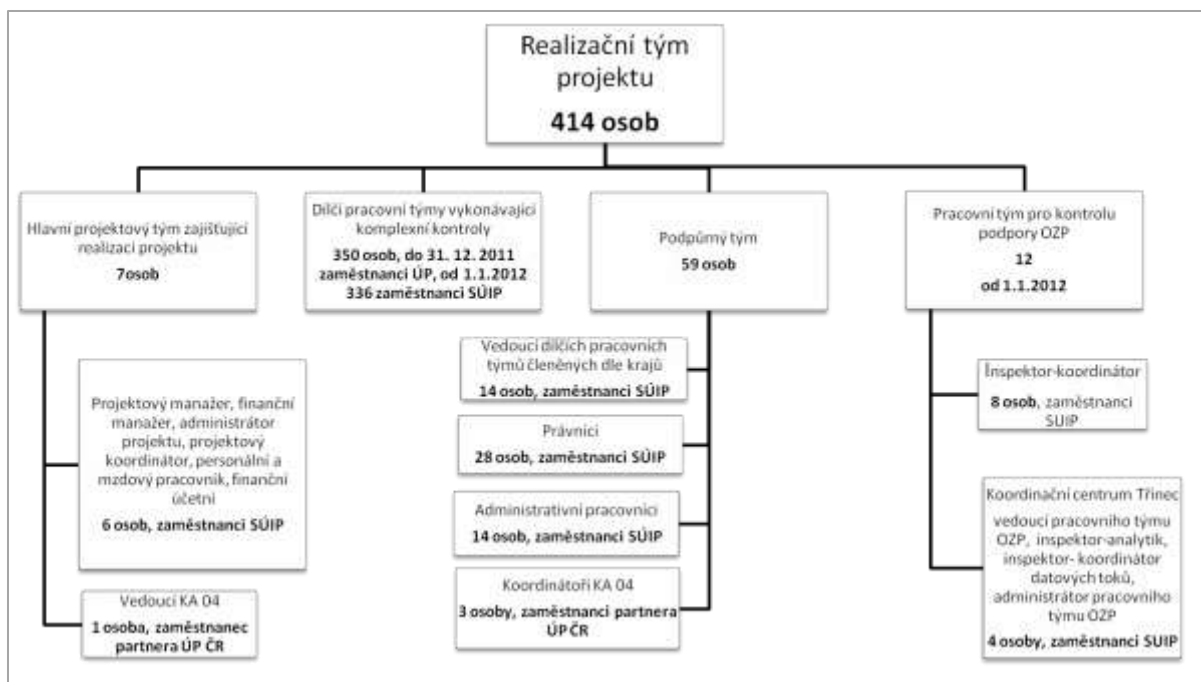 Realizační tým
projektu
414 osob
Hlavní projektový tým zajišťující
realizaci projektu
7osob
Dílčí pracovní týmy vykonávající
komplexní kontroly
350 osob, do 31. 12. 2011
zaměstnanci ÚP, od 1.1.2012
336 zaměstnanci SÚIP
Podpůrný tým
59 osob
Pracovní tým pro kontrolu
podpory OZP
12
od 1.1.2012
Projektový manažer, finanční
manažer, administrátor
projektu, projektový
koordinátor, personální a
mzdový pracovník, finanční
účetní
6 osob, zaměstnanci SÚIP
Vedoucí KA 04
1 osoba, zaměstnanec
partnera ÚP ČR
Vedoucí dílčích pracovních
týmů členěných dle krajů
14 osob, zaměstnanci SÚIP
Právníci
28 osob, zaměstnanci SÚIP
Administrativní pracovníci
14 osob, zaměstnanci SÚIP
Koordinátoři KA 04
3 osoby, zaměstnanci partnera
ÚP ČR
Inspektor-koordinátor
8 osob, zaměstnanci
SUIP
Koordinační centrum Třinec
vedoucí pracovního týmu
OZP, inspektor-analytik,
inspektor- koordinátor
datových toků,
administrátor pracovního
týmu OZP
4 osoby, zaměstnanci SUIP